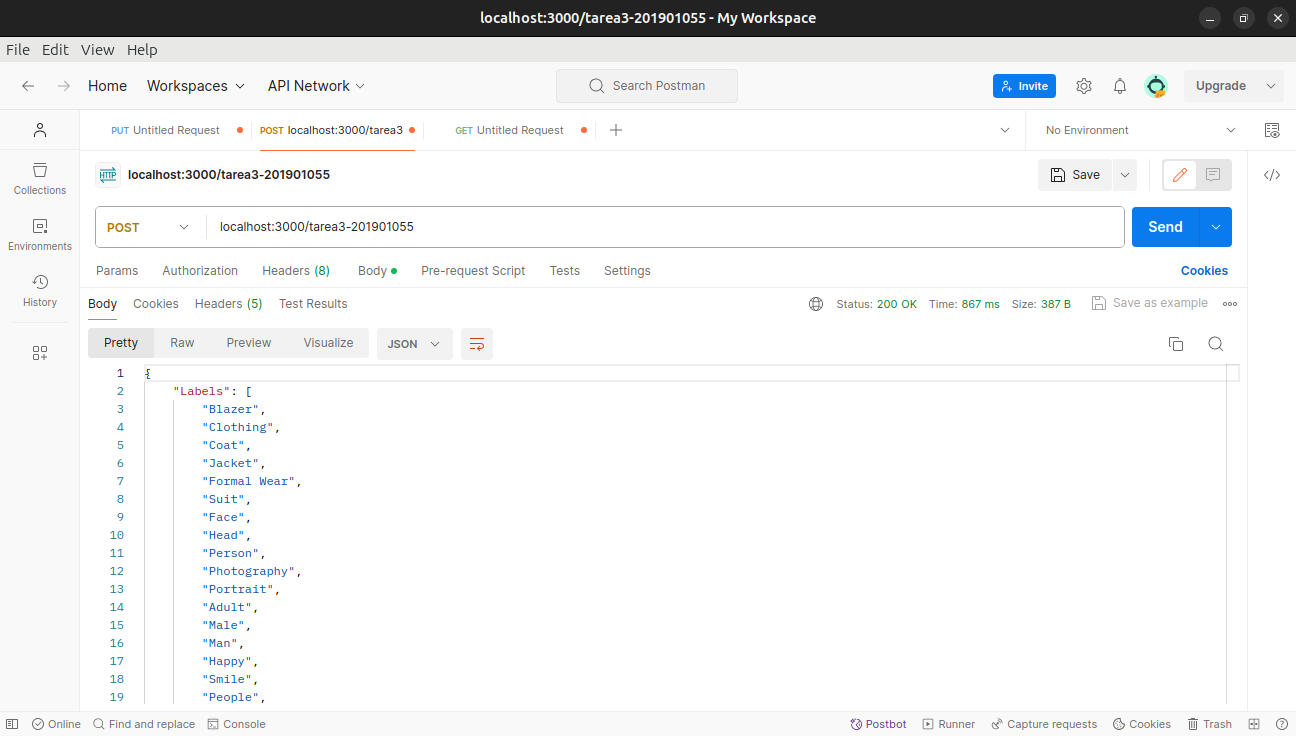 localhost:3000/tarea3-201901055 - My Workspace
File Edit View Help
Home Workspaces API Network Search Postman Invite Upgrade
PUT Untitled Request POST localhost:3000/tarea3 GET Untitled Request No Environment
HTTP localhost:3000/tarea3-201901055 Save
Collections
Environments
History
POST localhost:3000/tarea3-201901055 Send
Params Authorization Headers (8) Body Pre-request Script Tests Settings Cookies
Body Cookies Headers (5) Test Results Status: 200 OK Time: 867 ms Size: 387 B Save as example
Pretty Raw Preview Visualize JSON
1 {
2 "Labels": [
3 "Blazer",
4 "Clothing",
5 "Coat",
6 "Jacket",
7 "Formal Wear",
8 "Suit",
9 "Face",
10 "Head",
11 "Person",
12 "Photography",
13 "Portrait",
14 "Adult",
15 "Male",
16 "Man",
17 "Happy",
18 "Smile",
19 "People",
Online Find and replace Console Postbot Runner Capture requests Cookies Trash